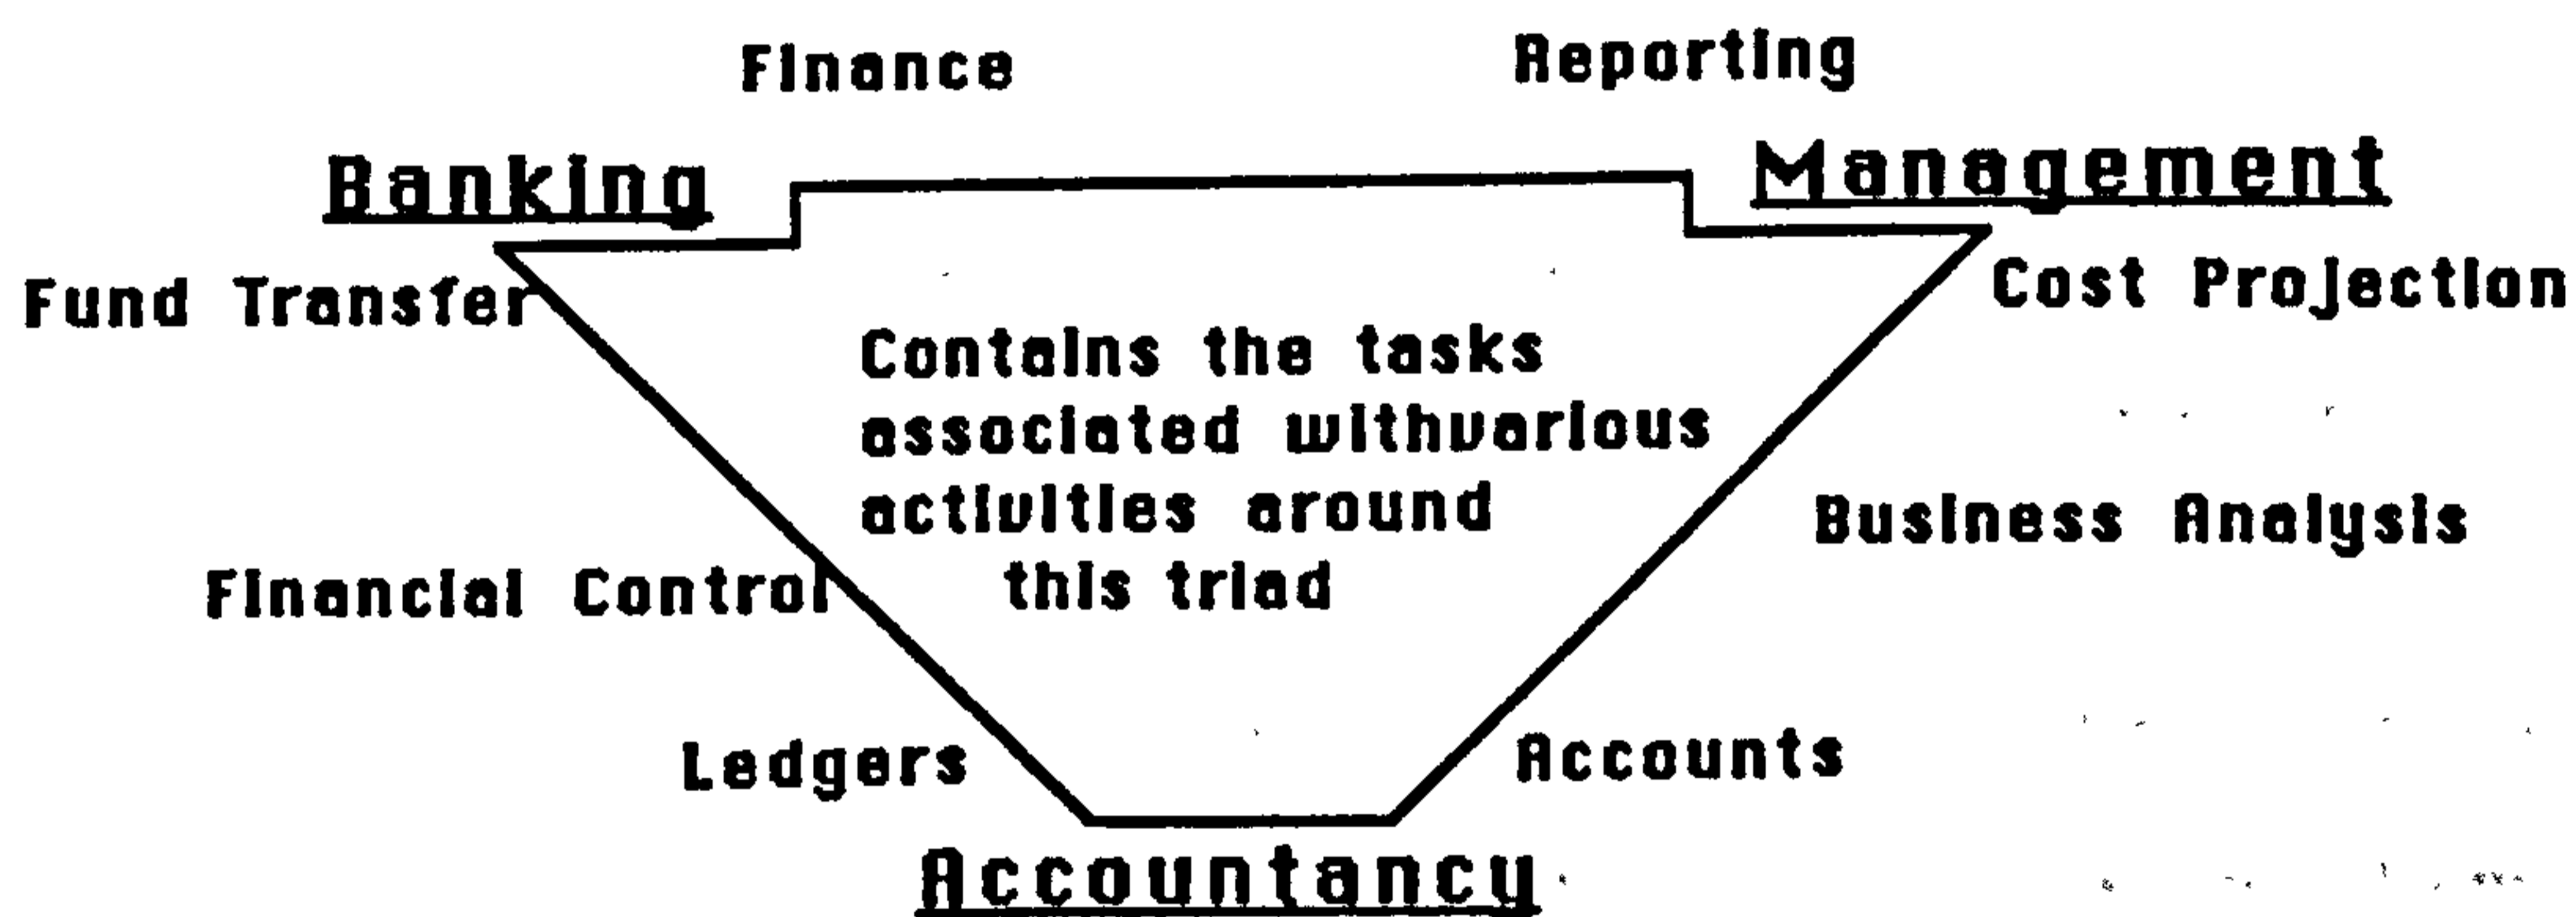 Finance
Reporting
Banking
Management
Fund Transfer
Cost Projection
Contains the tasks
associated withvarious
activities around
this triad
Business Analysis
Financial Control
Ledgers
Accounts
Accountancy